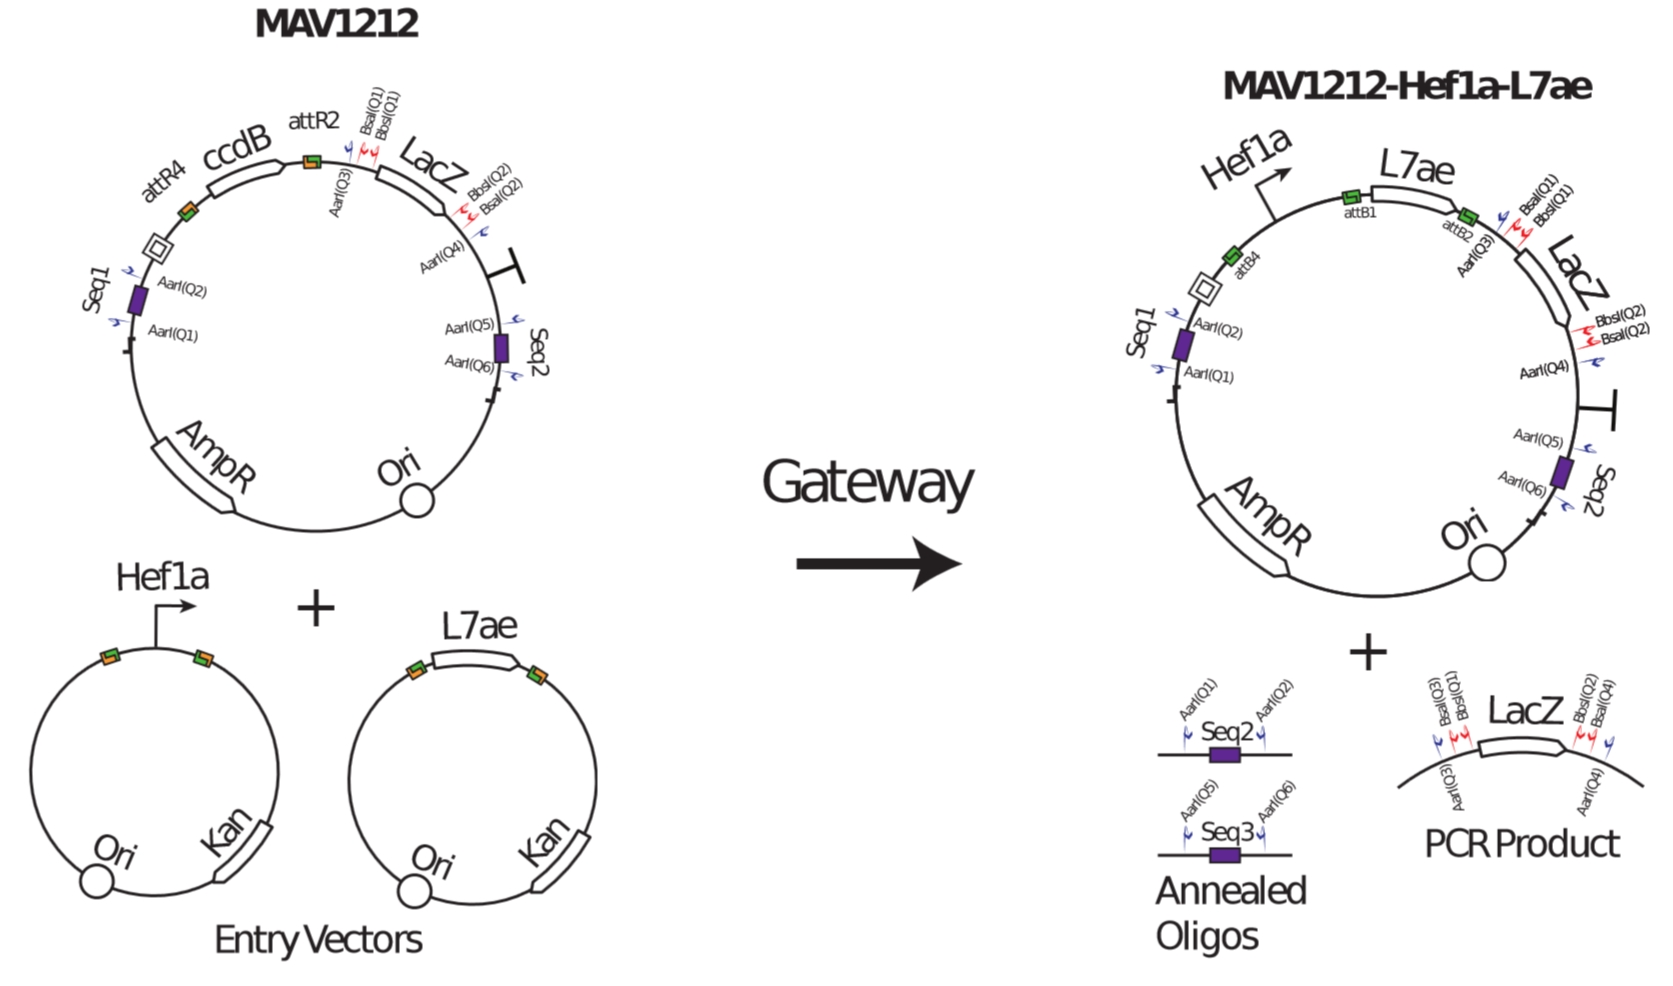 MAV1212
attR2
BsaI(Q1)
BbsI(Q1)
ccdB
attR4
AarI(Q3)
LacZ
BbsI(Q2)
BsaI(Q2)
AarI(Q4)
Seq1
AarI(Q2)
AarI(Q1)
AarI(Q5)
AarI(Q6)
Seq2
AmpR
Ori
Hef1a
+
L7ae
Ori
Kan
Ori
Kan
Entry Vectors
Gateway
MAV1212-Hef1a-L7ae
Hef1a
L7ae
attB1
attB2
attB4
AarI(Q3)
BsaI(Q1)
BbsI(Q1)
LacZ
BbsI(Q2)
BsaI(Q2)
AarI(Q4)
Seq1
AarI(Q2)
AarI(Q1)
AarI(Q5)
AarI(Q6)
Seq2
AmpR
Ori
+
AarI(Q1)
AarI(Q2)
Seq2
AarI(Q5)
AarI(Q6)
Seq3
Annealed
Oligos
BsaI(Q3)
BbsI(Q1)
LacZ
BbsI(Q2)
BsaI(Q4)
AarI(Q3)
AarI(Q4)
PCR Product